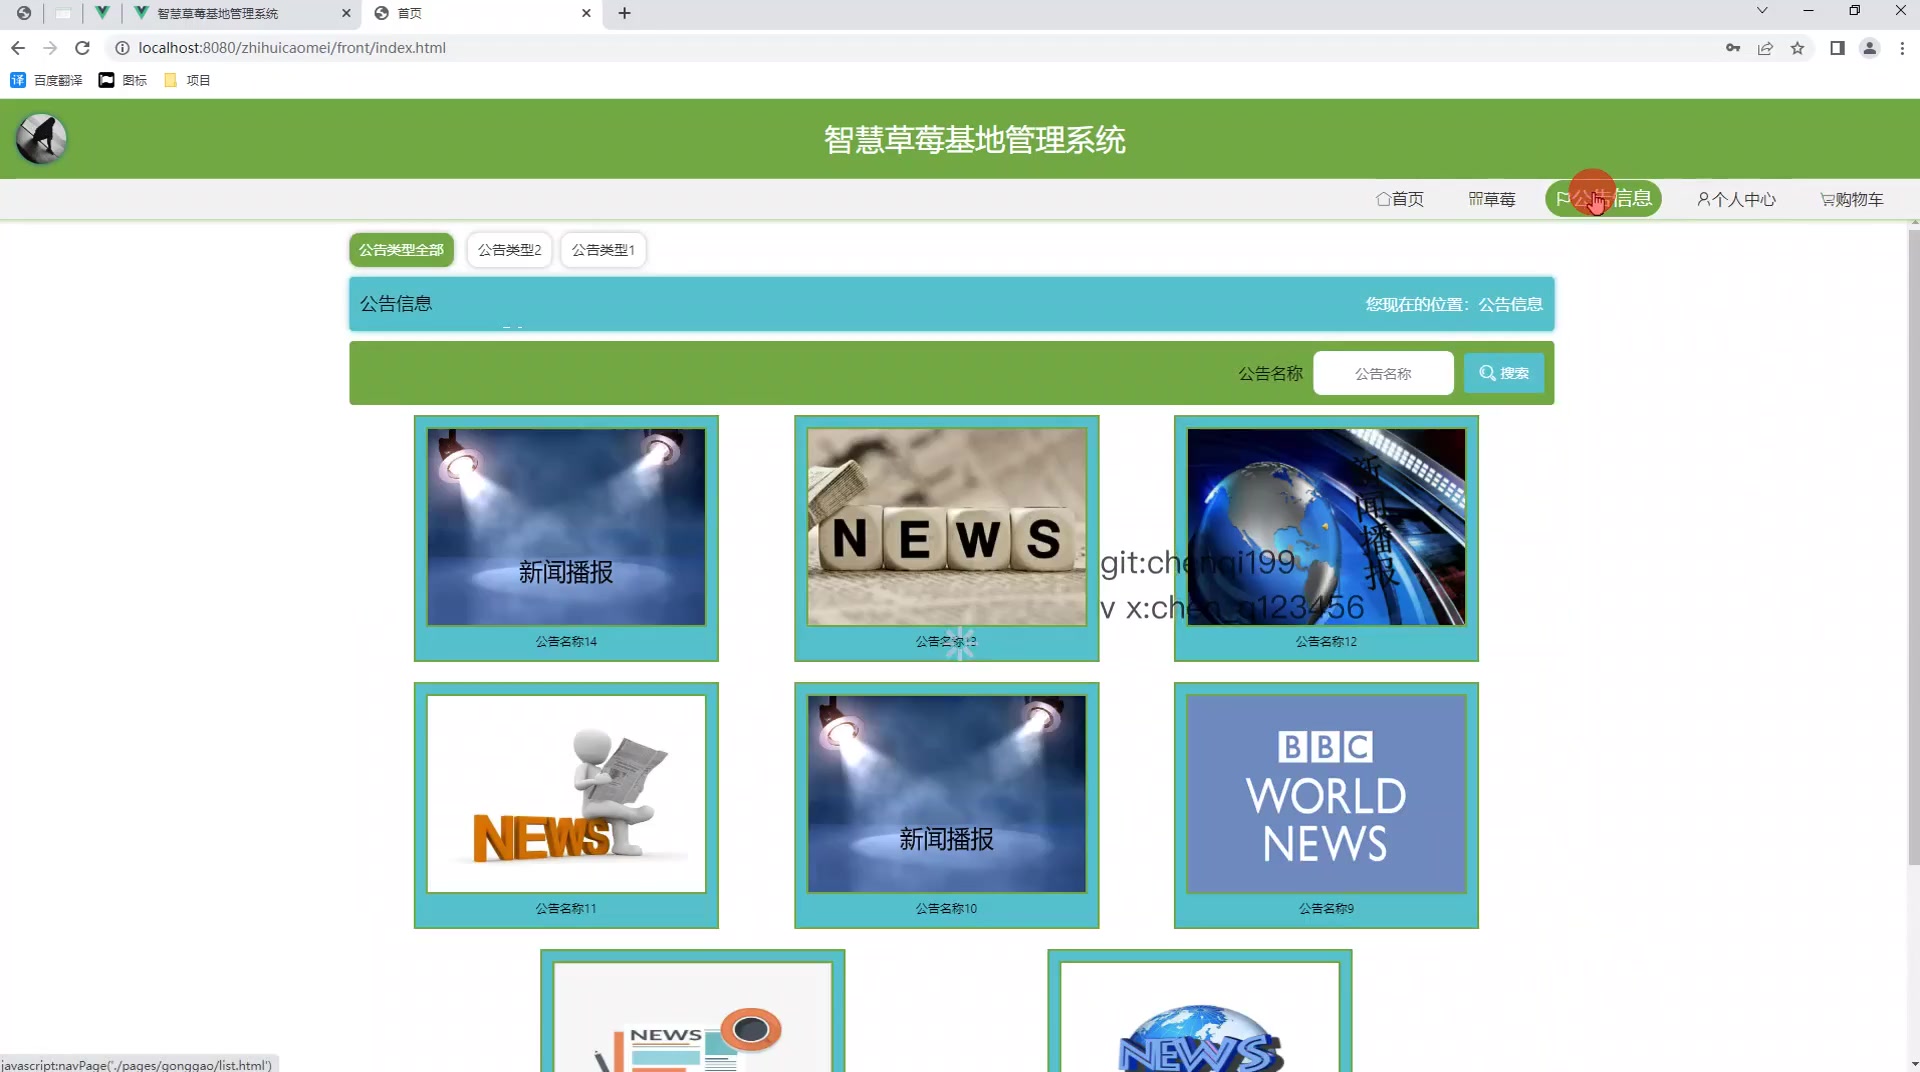 智慧草莓基地管理系统
首页
localhost:8080/zhihuicaomei/front/index.html
译 百度翻译 图标 项目
智慧草莓基地管理系统
首页 草莓 公告信息 个人中心 购物车
公告类型全部 公告类型2 公告类型1
公告信息 您现在的位置：公告信息
公告名称 公告名称 搜索
新闻播报
NEWS
新闻播报
git:chenqi199
v x:chen_q123456
公告名称14 公告名称13 公告名称12
NEWS
新闻播报
BBC
WORLD
NEWS
公告名称11 公告名称10 公告名称9
NEWS
NEWS
javascript:navPage('./pages/gonggao/list.html')